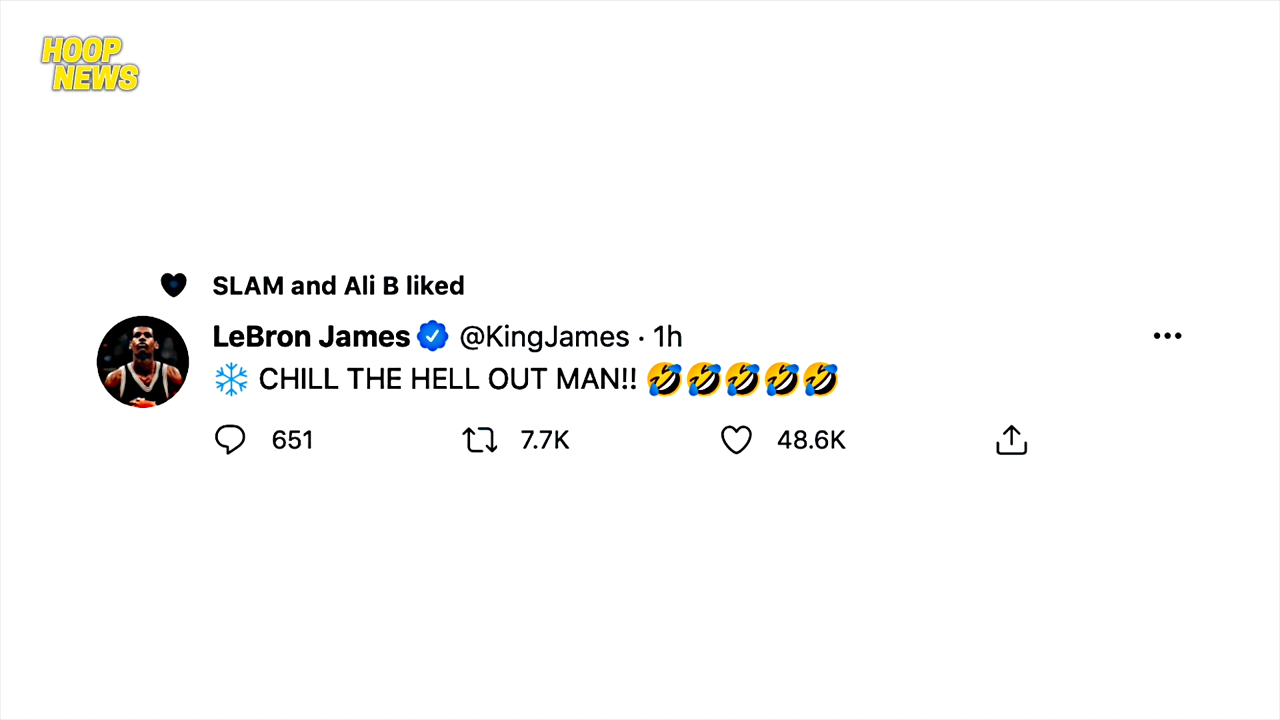 HOOP
NEWS
SLAM and Ali B liked
LeBron James @KingJames · 1h
❄️ CHILL THE HELL OUT MAN!! 🤣🤣🤣🤣🤣
651 7.7K 48.6K